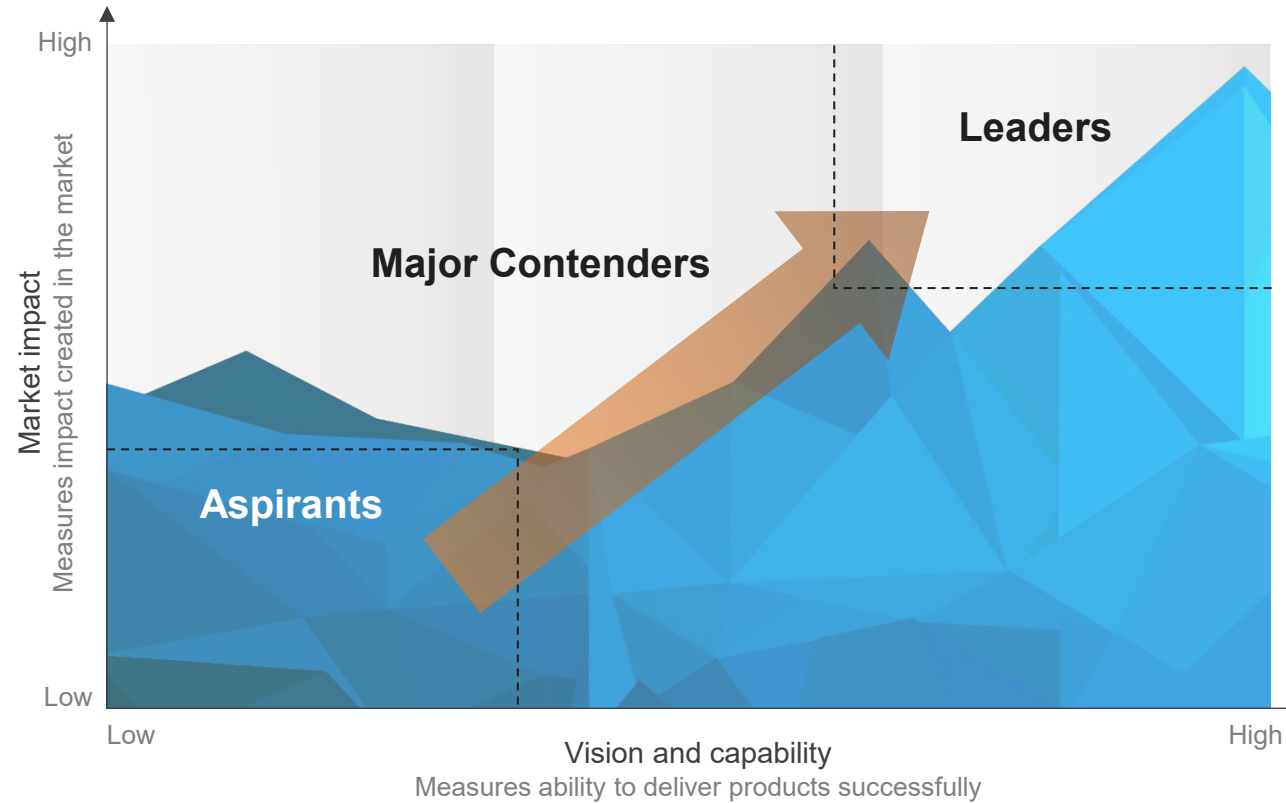 High
Leaders
Major Contenders
Market impact
Measures impact created in the market
Aspirants
Low
Low
High
Vision and capability
Measures ability to deliver products successfully